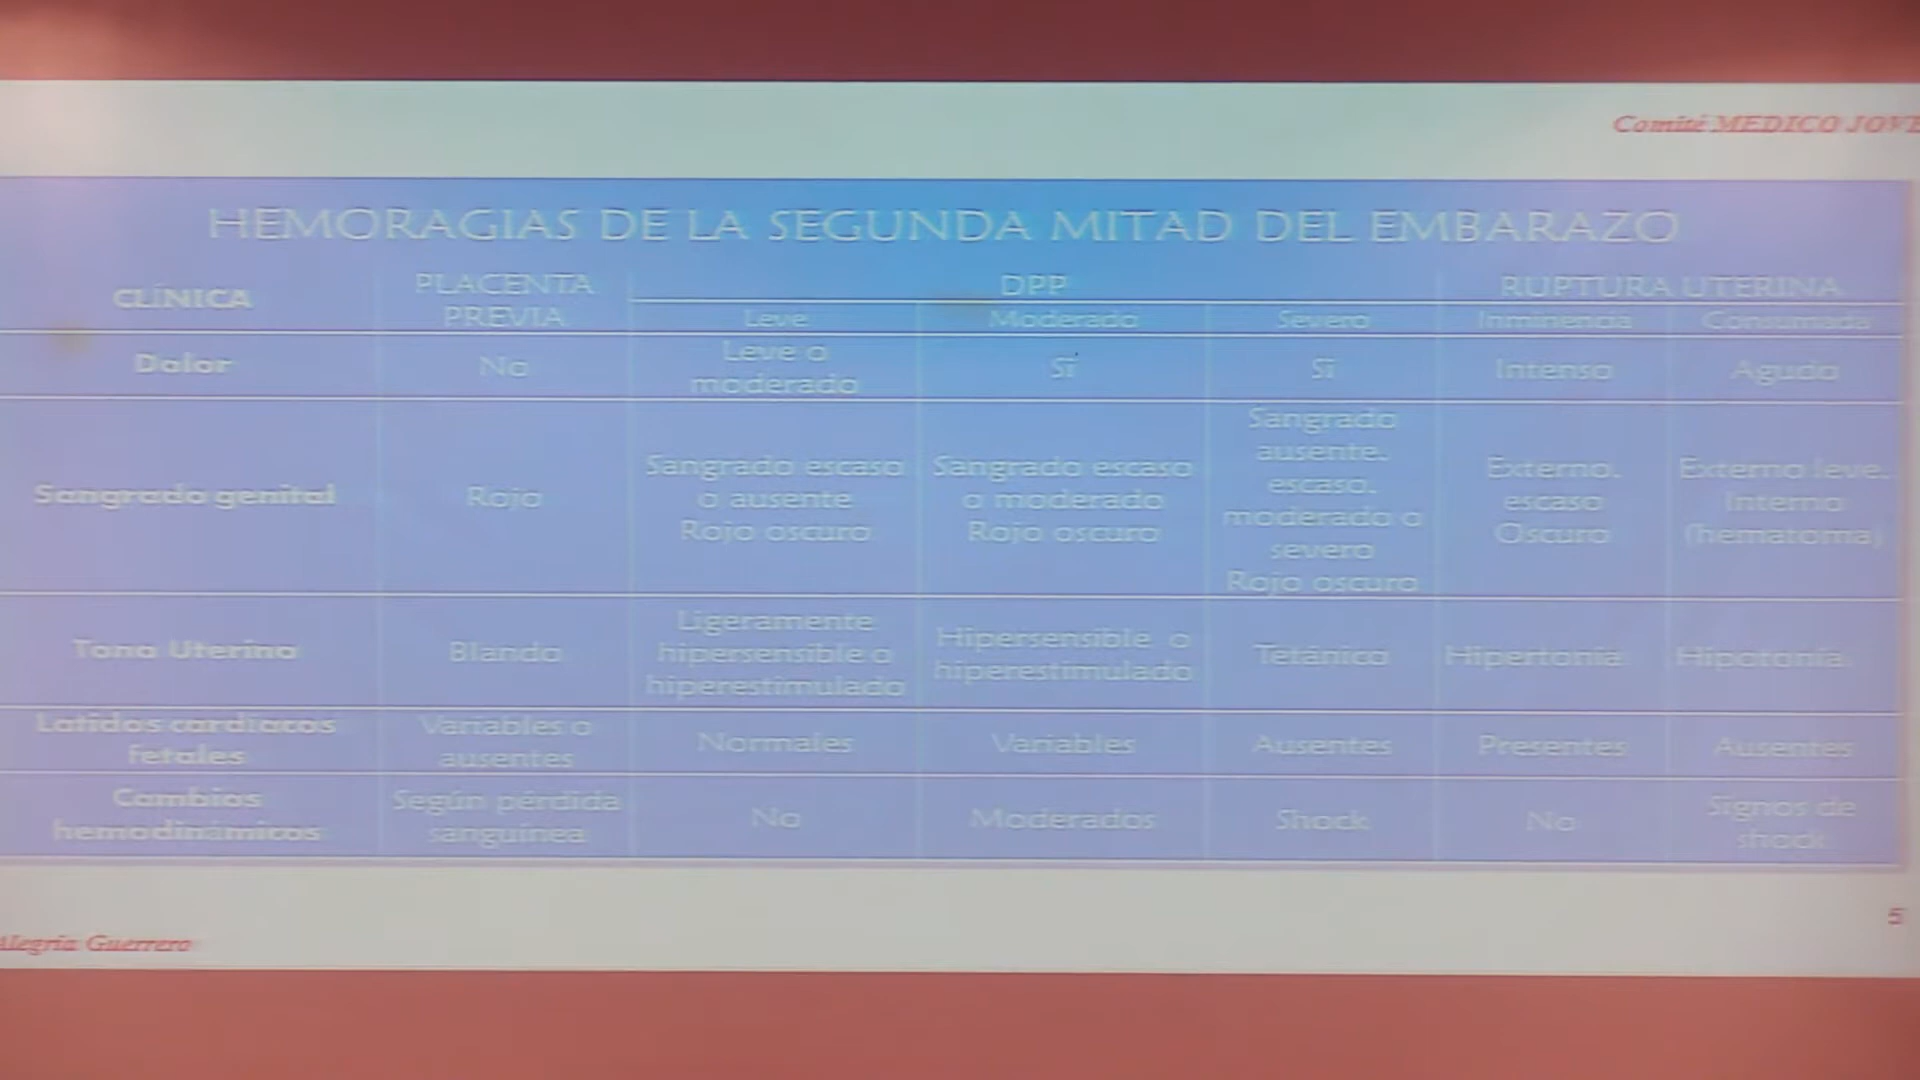 Comité MEDICO JOVE
HEMORAGIAS DE LA SEGUNDA MITAD DEL EMBARAZO
CLÍNICA
PLACENTA
PREVIA
DPP
RUPTURA UTERINA
Leve
Moderado
Severo
Inminencia
Consumada
Dolor
No
Leve o
moderado
Sí
Sí
Intenso
Agudo
Sangrado genital
Rojo
Sangrado escaso
o ausente
Rojo oscuro
Sangrado escaso
o moderado
Rojo oscuro
Sangrado
ausente,
escaso,
moderado o
severo
Rojo oscuro
Externo,
escaso
Oscuro
Externo leve,
Interno
(hematoma)
Tono Uterino
Blando
Ligeramente
hipersensible o
hiperestimulado
Hipersensible o
hiperestimulado
Tetánico
Hipertonía
Hipotonía
Latidos cardíacos
fetales
Variables o
ausentes
Normales
Variables
Ausentes
Presentes
Ausentes
Cambios
hemodinámicos
Según pérdida
sanguínea
No
Moderados
Shock
No
Signos de
shock
5
Alegría Guerrero